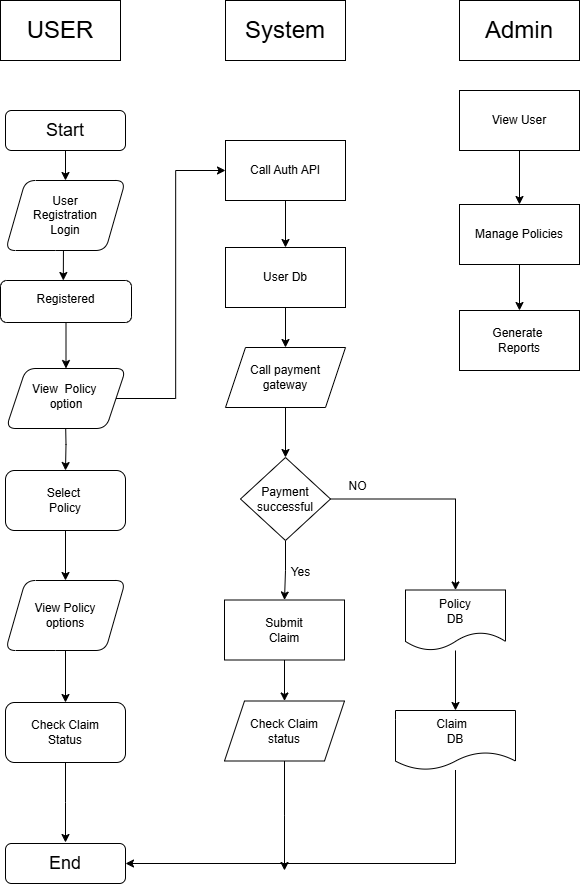 USER
System
Admin
Start
User
Registration
Login
Registered
View  Policy
option
Select
Policy
View Policy
options
Check Claim
Status
End
Call Auth API
User Db
Call payment
gateway
Payment
successful
NO
Yes
Submit
Claim
Check Claim
status
Policy
DB
Claim
DB
View User
Manage Policies
Generate
Reports